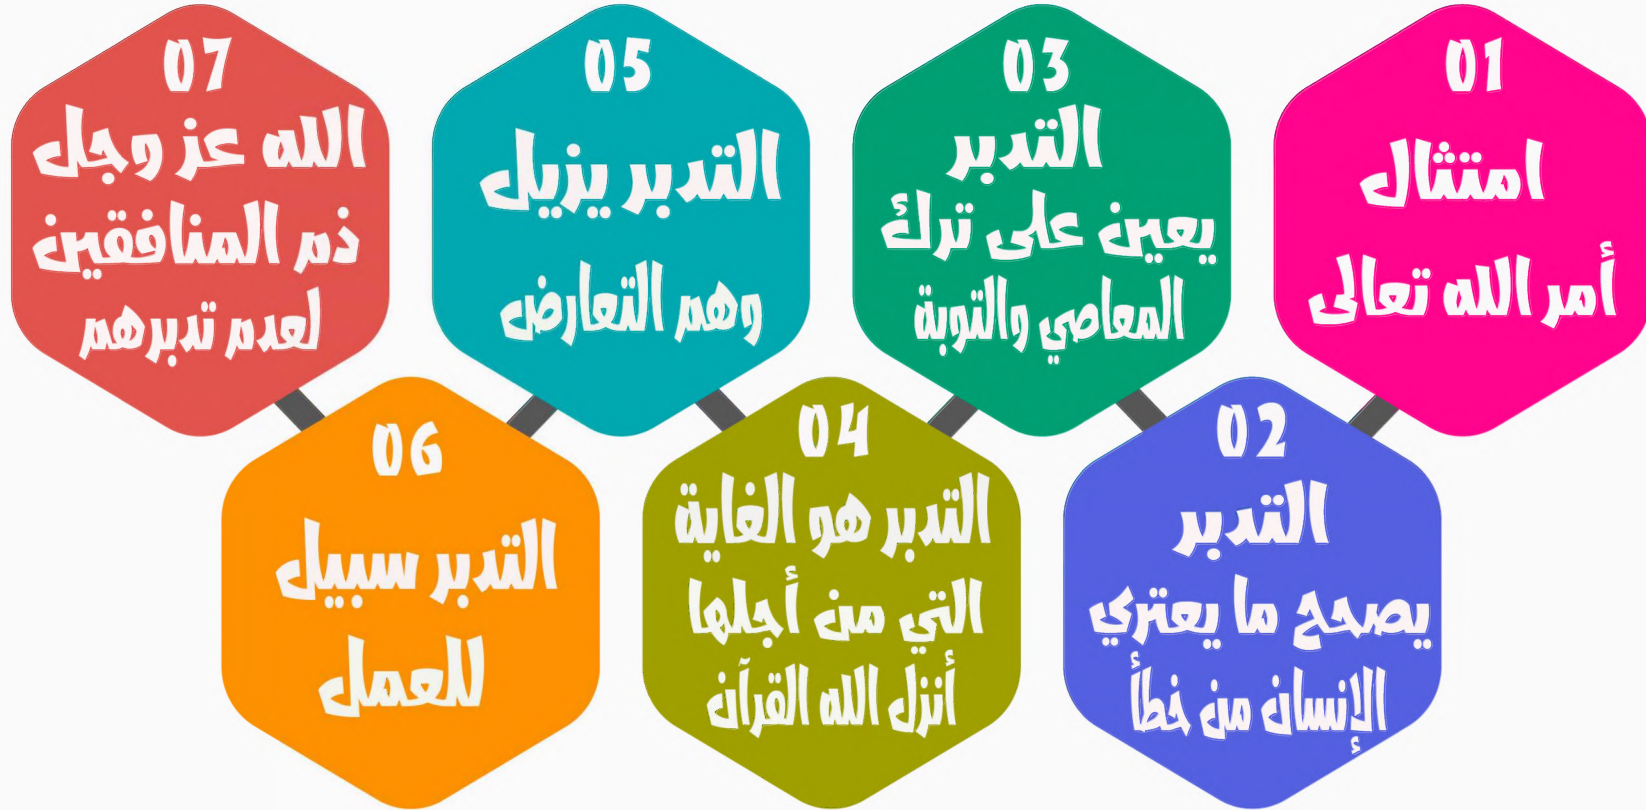 01
امتثال
أمر الله تعالى
02
التدبر
يصحح ما يعتري
الإنسان من خطأ
03
التدبر
يعين على ترك
المعاصي والتوبة
04
التدبر هو الغاية
التي من أجلها
أنزل الله القرآن
05
التدبر يزيل
وهم التعارض
06
التدبر سبيل
للعمل
07
الله عز وجل
ذم المنافقين
لعدم تدبرهم